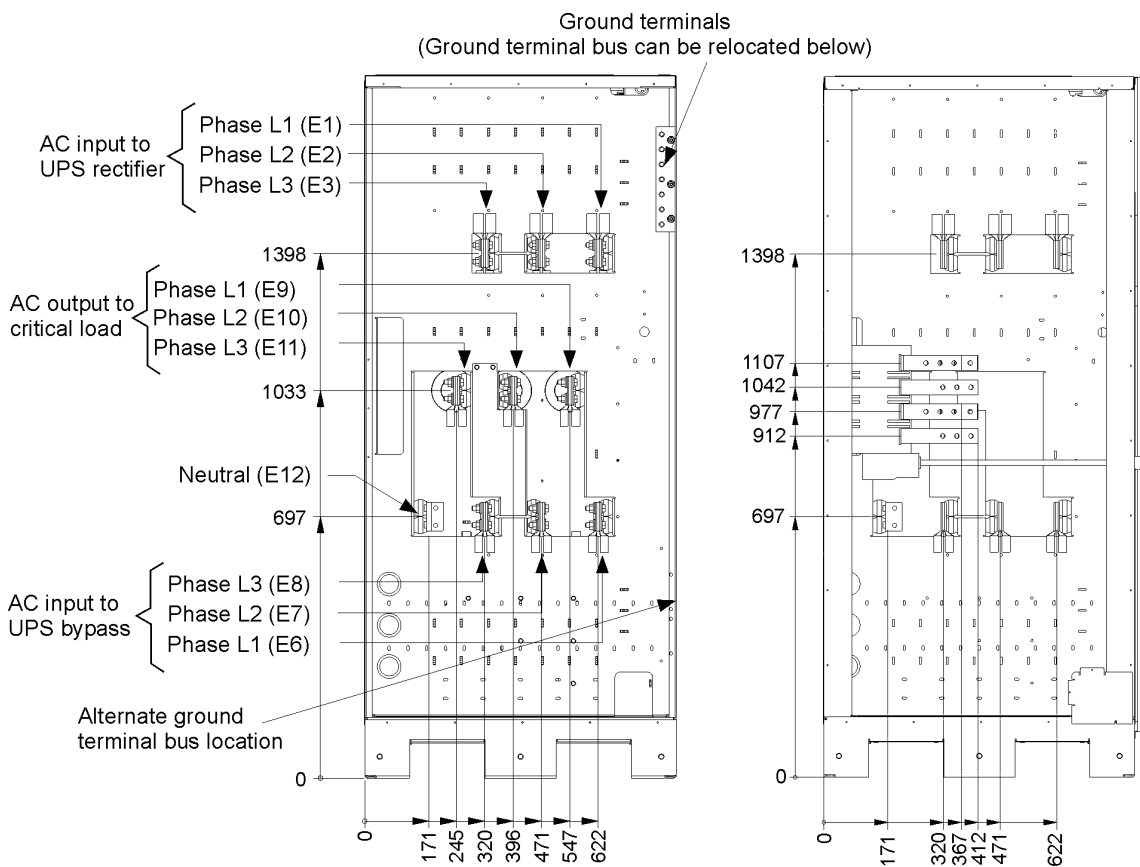 Ground terminals
(Ground terminal bus can be relocated below)
AC input to
UPS rectifier
Phase L1 (E1)
Phase L2 (E2)
Phase L3 (E3)
1398
AC output to
critical load
Phase L1 (E9)
Phase L2 (E10)
Phase L3 (E11)
1033
Neutral (E12)
697
AC input to
UPS bypass
Phase L3 (E8)
Phase L2 (E7)
Phase L1 (E6)
Alternate ground
terminal bus location
0
0
171
245
320
396
471
547
622
1398
1107
1042
977
912
697
0
0
171
320
367
412
471
622